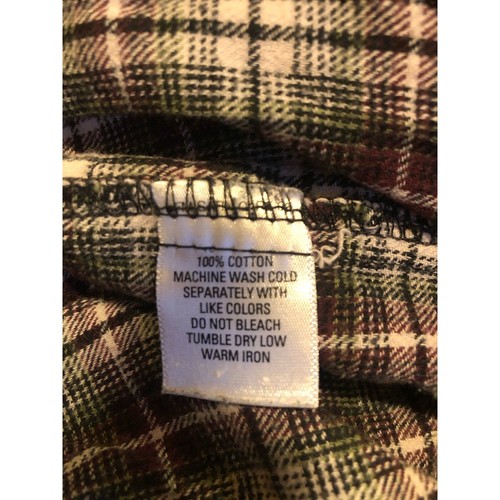 100% COTTON
MACHINE WASH COLD
SEPARATELY WITH
LIKE COLORS
DO NOT BLEACH
TUMBLE DRY LOW
WARM IRON